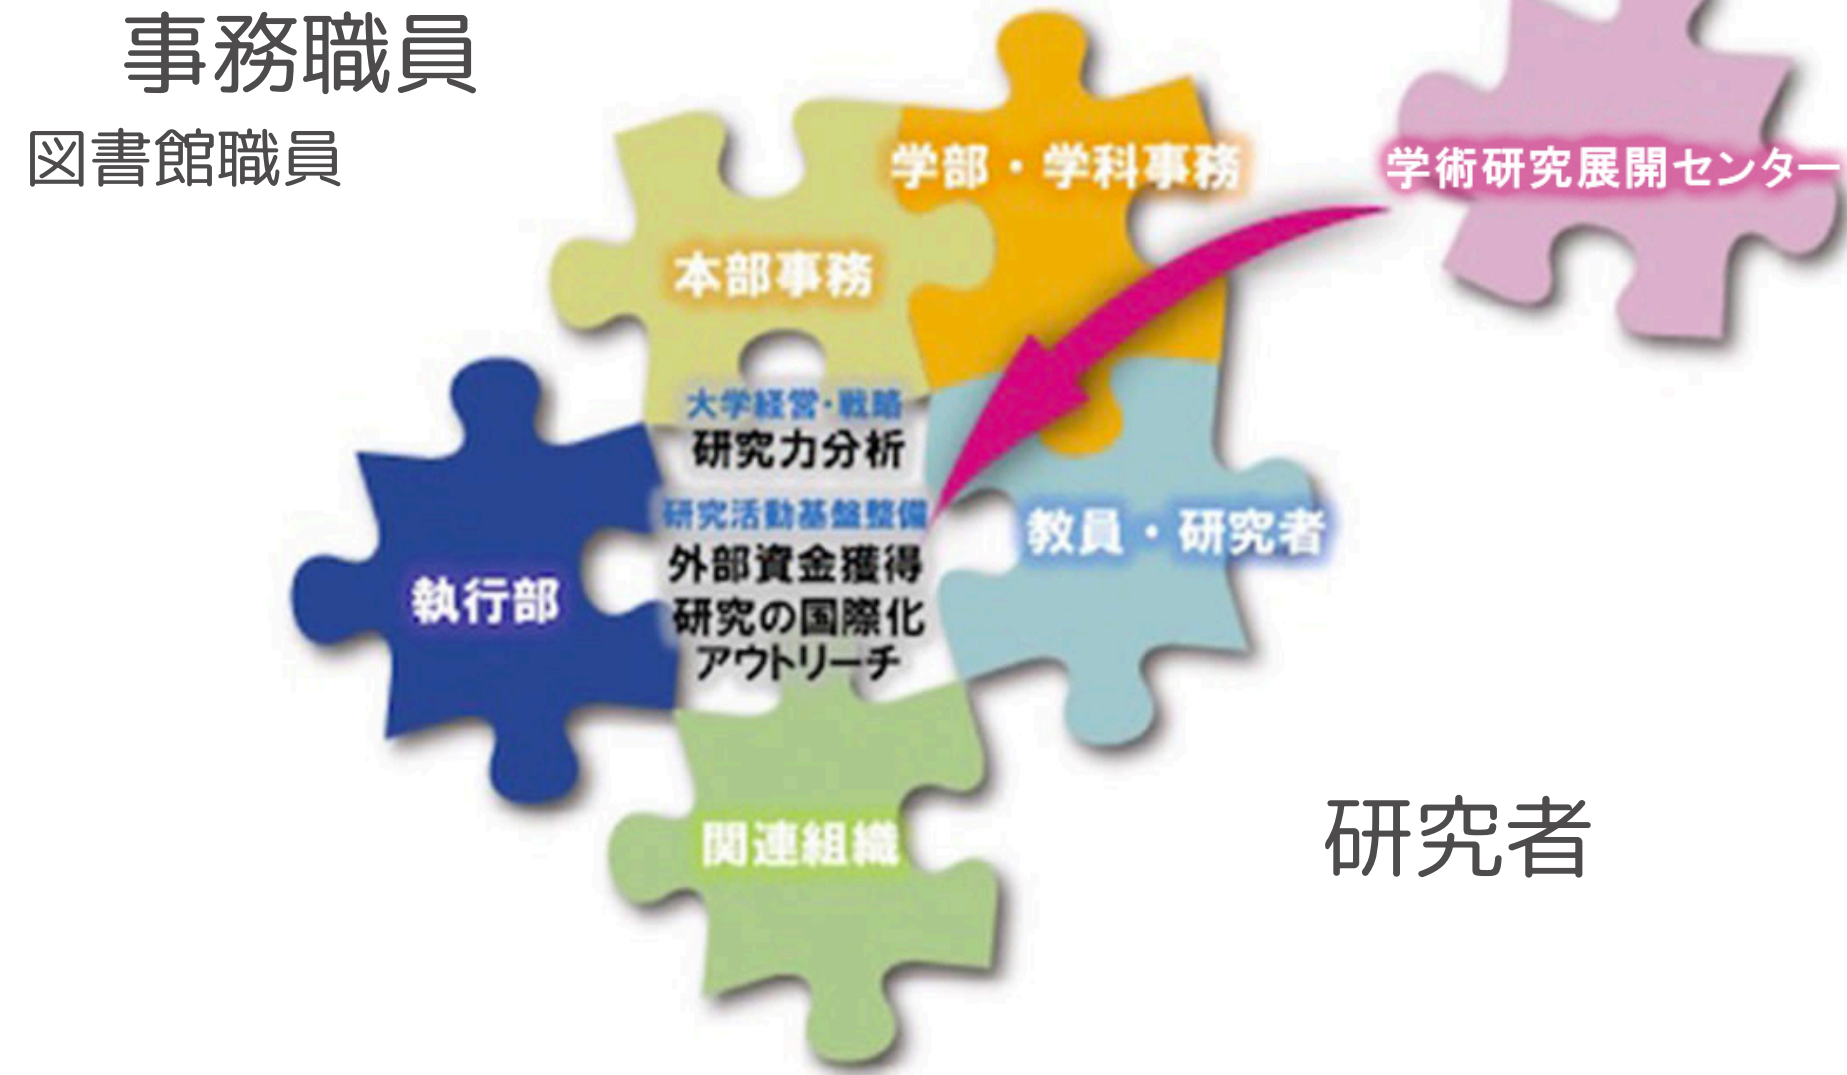 事務職員
図書館職員
学部・学科事務
学術研究展開センター
本部事務
大学経営・戦略
研究力分析
研究活動基盤整備
外部資金獲得
研究の国際化
アウトリーチ
教員・研究者
執行部
関連組織
研究者